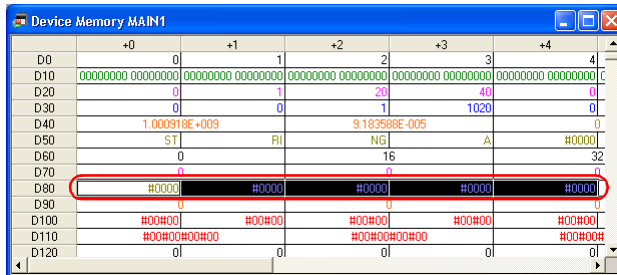 Device Memory MAIN1
+0 +1 +2 +3 +4
D0 0 1 2 3 4
D10 00000000 00000000 00000000 00000000 00000000 00000000 00000000 00000000 00000000 00000000
D20 0 1 20 40 0
D30 0 0 1 1020 0
D40 1.000918E+009 9.183588E-005 0
D50 ST RI NG A #0000
D60 0 16 32
D70 0 0 0
D80 #0000 #0000 #0000 #0000 #0000
D90 0 0 0
D100 #00#00 #00#00 #00#00 #00#00 #00#00
D110 #00#00#00#00 #00#00#00#00 #00#00#
D120 0 0 0 0 0